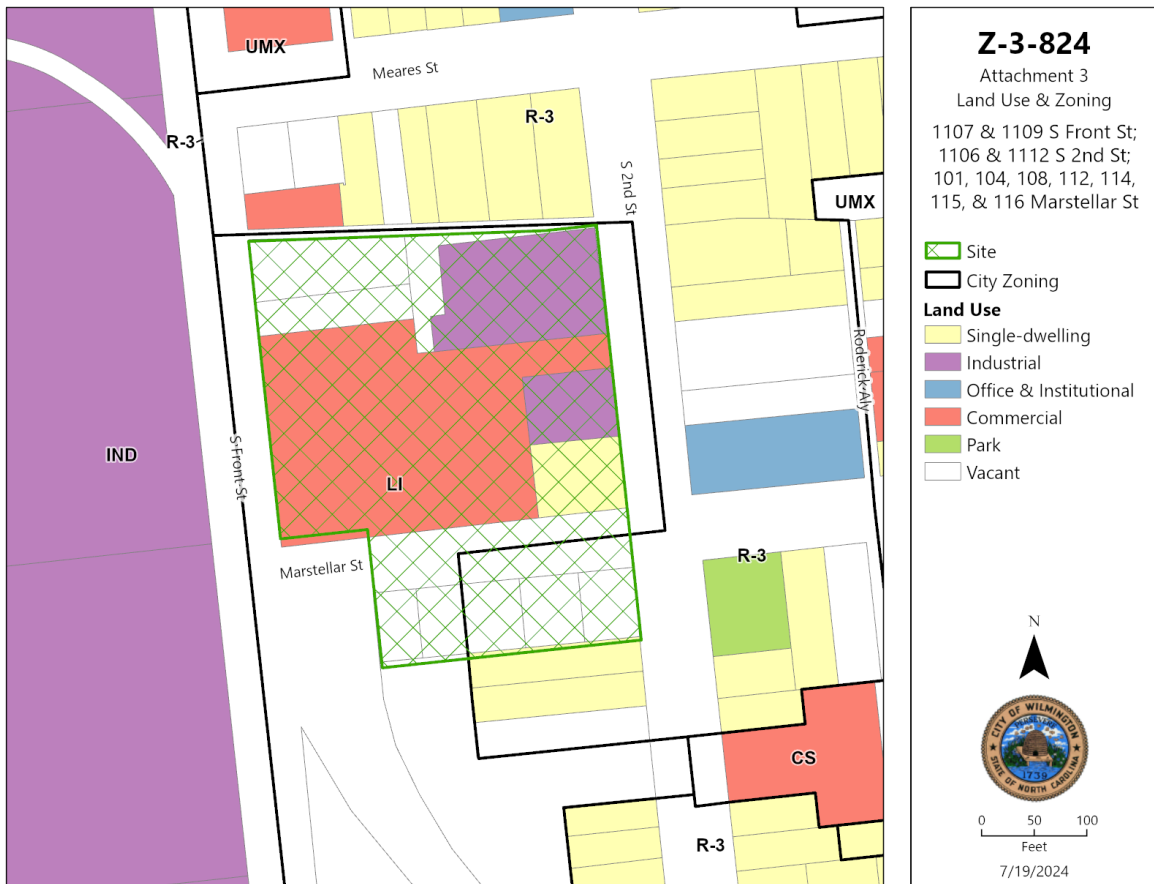 UMX
Meares St
R-3
R-3
S 2nd St
UMX
IND
S Front St
LI
Roderick Aly
Marstellar St
R-3
CS
R-3
Z-3-824
Attachment 3
Land Use & Zoning
1107 & 1109 S Front St;
1106 & 1112 S 2nd St;
101, 104, 108, 112, 114,
115, & 116 Marstellar St
Site
City Zoning
Land Use
Single-dwelling
Industrial
Office & Institutional
Commercial
Park
Vacant
N
CITY OF WILMINGTON
PERSEVERE
1739
STATE OF NORTH CAROLINA
0 50 100
Feet
7/19/2024